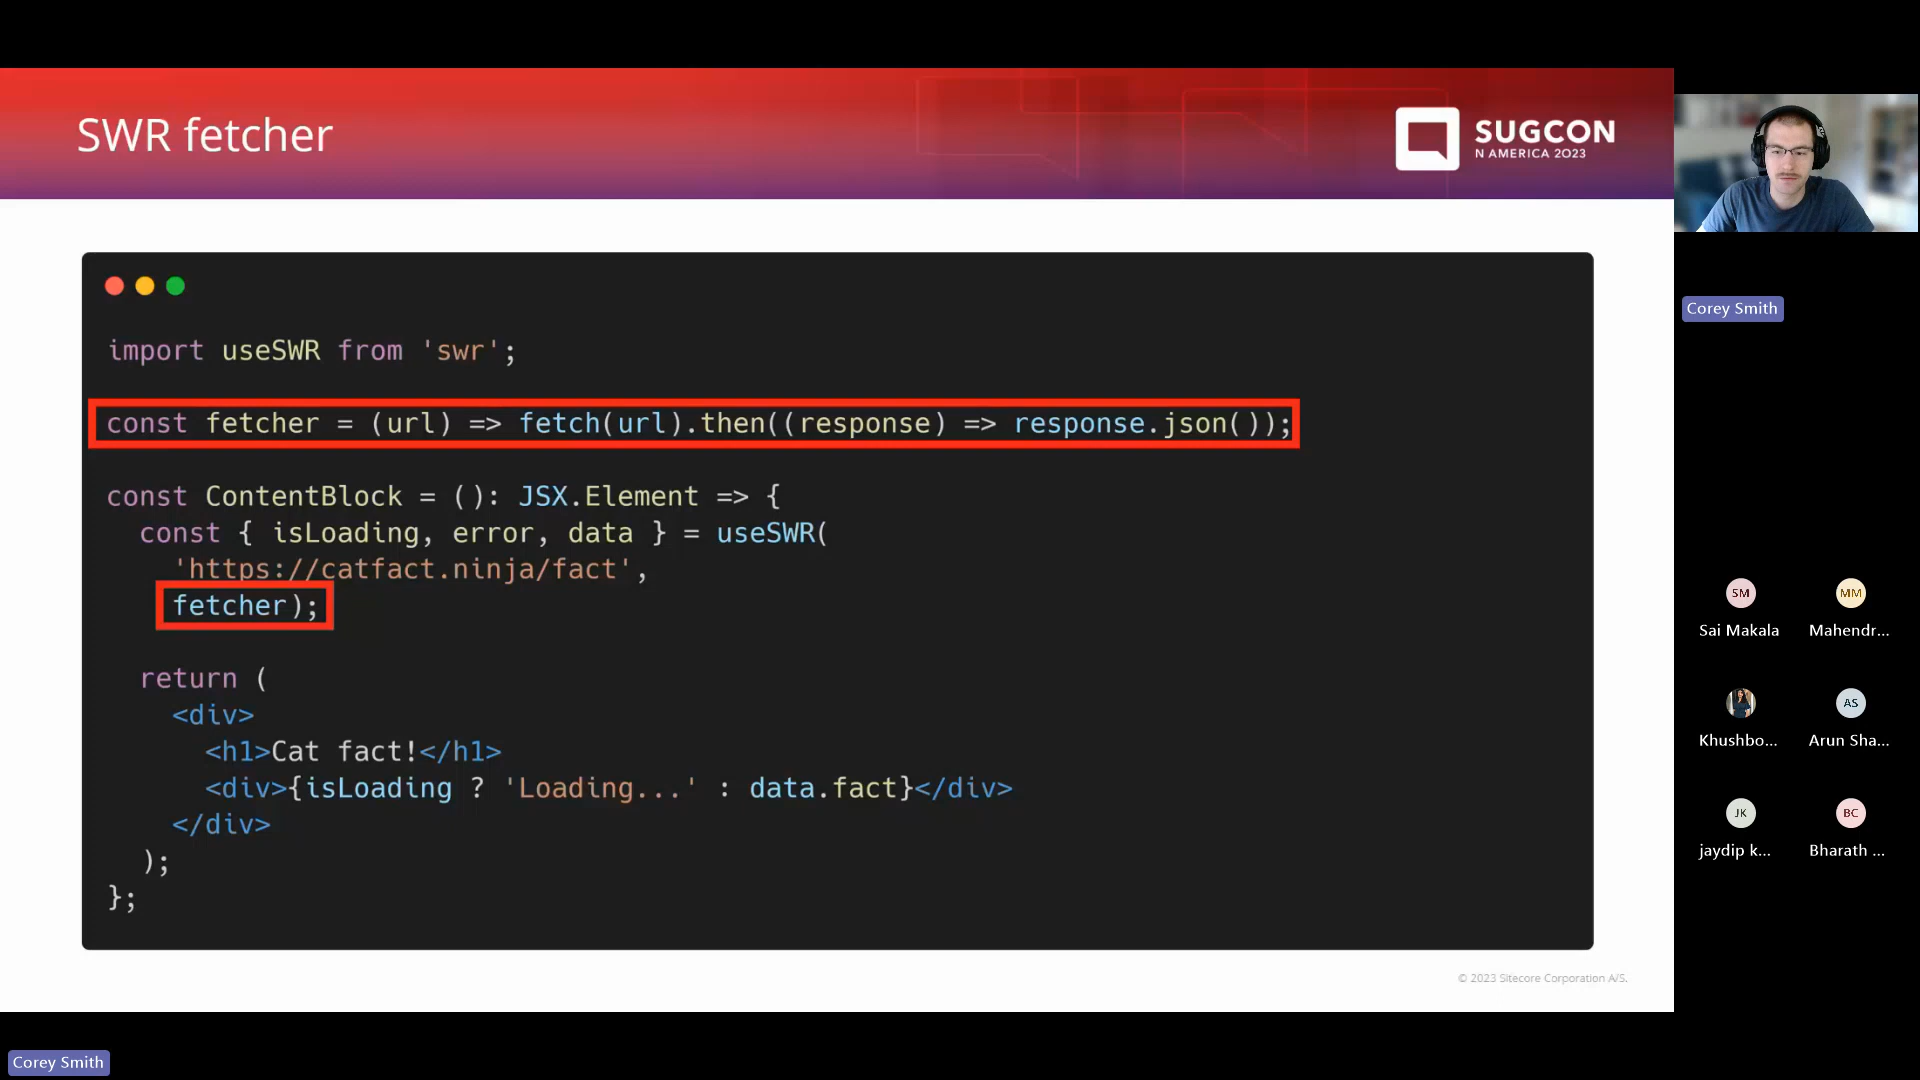 SWR fetcher
SUGCON
N AMERICA 2023
import useSWR from 'swr';
const fetcher = (url) => fetch(url).then((response) => response.json());
const ContentBlock = (): JSX.Element => {
const { isLoading, error, data } = useSWR(
'https://catfact.ninja/fact',
fetcher);
return (
<div>
<h1>Cat fact!</h1>
<div>{isLoading ? 'Loading...' : data.fact}</div>
</div>
);
};
© 2023 Sitecore Corporation A/S.
Corey Smith
Corey Smith
SM
MM
Sai Makala
Mahendr...
AS
Khushbo...
Arun Sha...
JK
BC
jaydip k...
Bharath ...